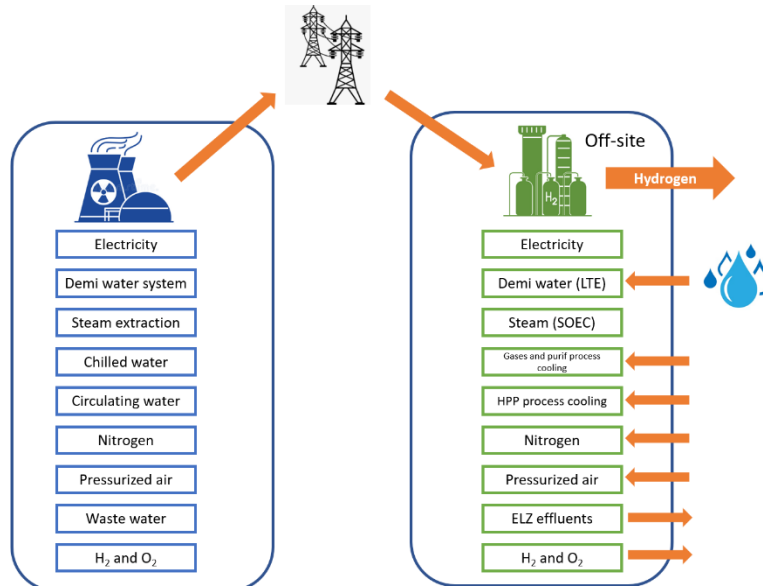 Off-site
H₂
Hydrogen
Electricity
Demi water system
Steam extraction
Chilled water
Circulating water
Nitrogen
Pressurized air
Waste water
H₂ and O₂
Electricity
Demi water (LTE)
Steam (SOEC)
Gases and purif process
cooling
HPP process cooling
Nitrogen
Pressurized air
ELZ effluents
H₂ and O₂